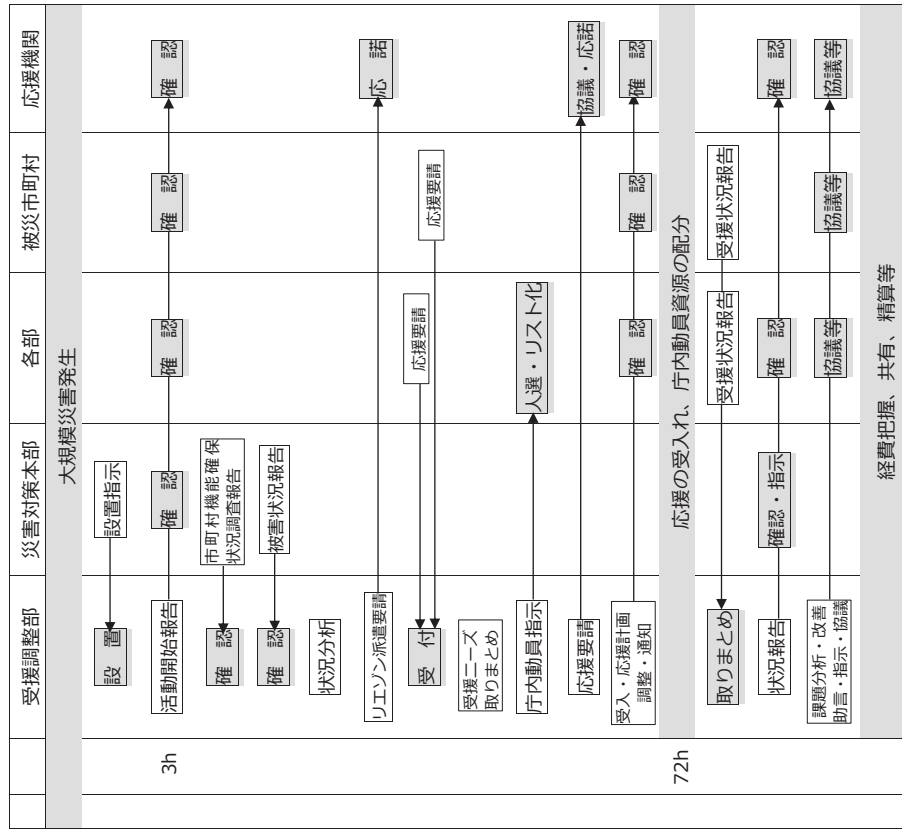 受援調整部
災害対策本部
各部
被災市町村
応援機関
大規模災害発生
設　置
設置指示
3h
活動開始報告
確　認
確　認
確　認
確　認
確　認
市町村機能確保
状況調査報告
確　認
被害状況報告
状況分析
リエゾン派遣要請
応　諾
受　付
応援要請
応援要請
受援ニーズ
取りまとめ
庁内動員指示
人選・リスト化
応援要請
協議・応諾
受入・応援計画
調整・通知
確　認
確　認
確　認
72h
応援の受入れ、庁内動員資源の配分
取りまとめ
受援状況報告
受援状況報告
状況報告
確認・指示
確　認
確　認
課題分析・改善
助言・指示・協議
協議等
協議等
協議等
経費把握、共有、精算等